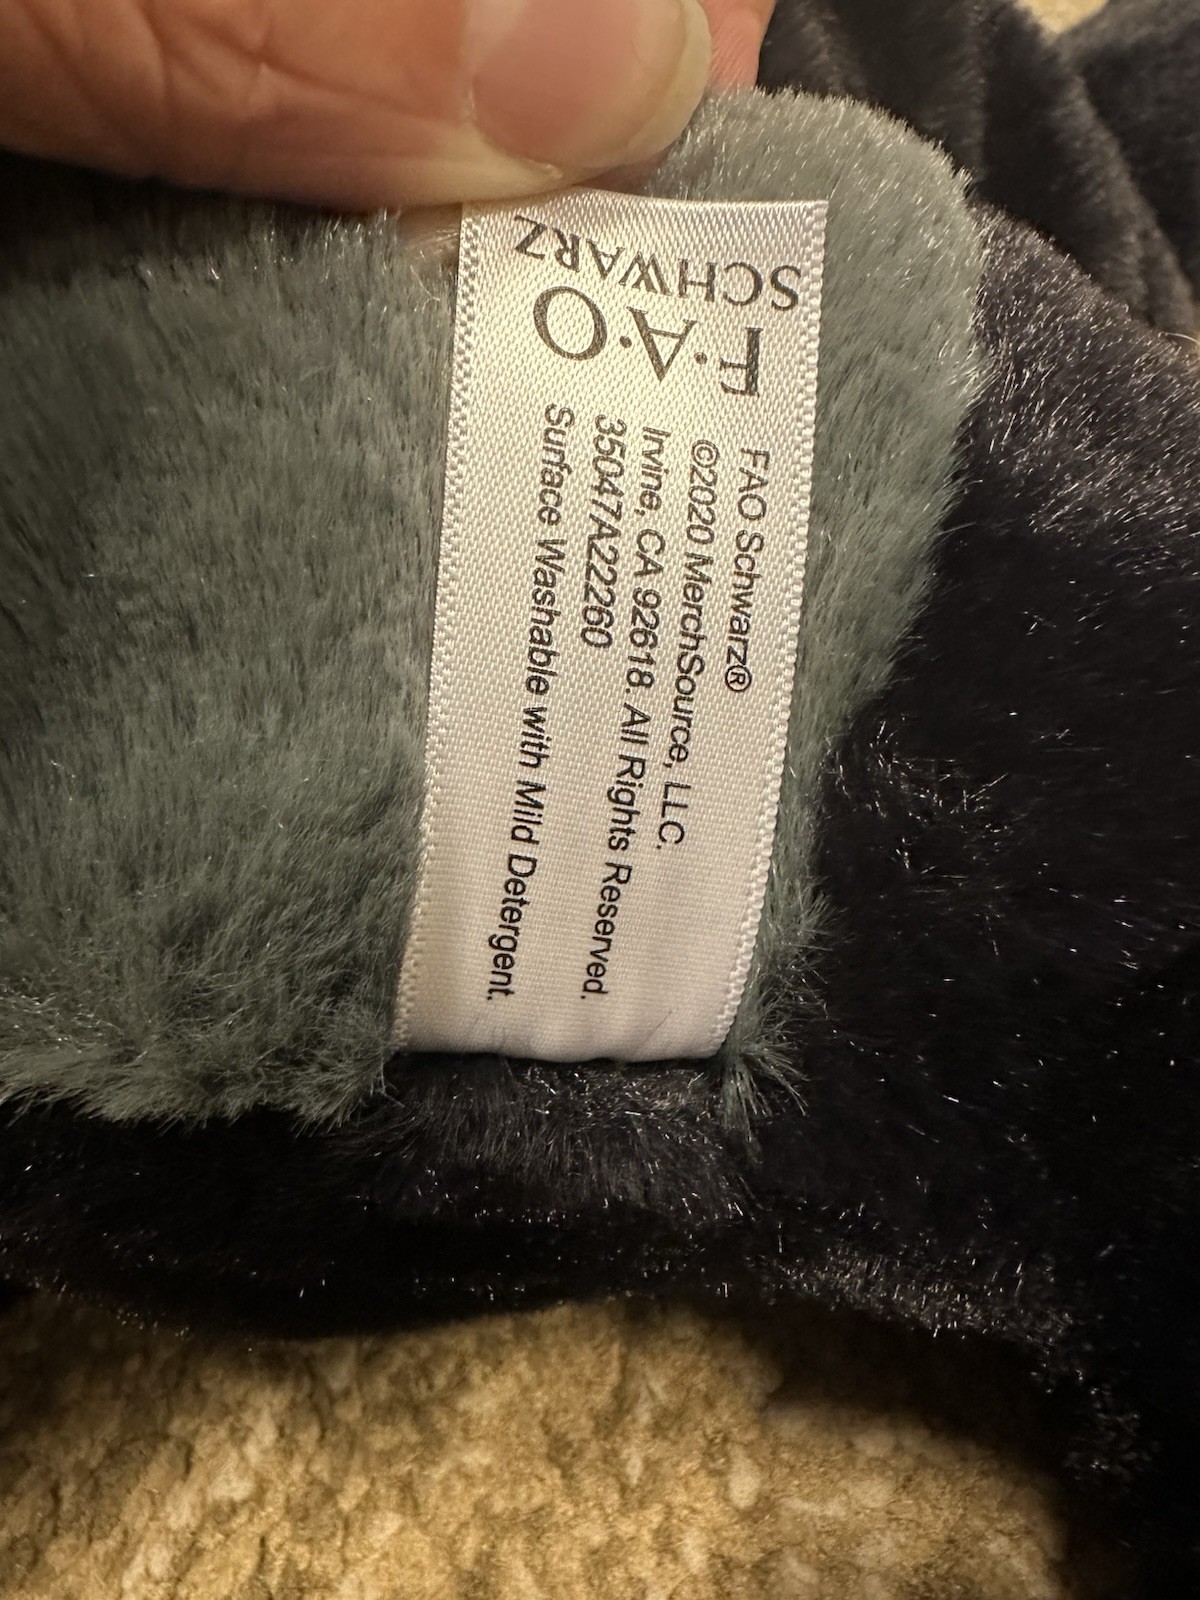 F·A·O
SCHWARZ
FAO Schwarz®
©2020 MerchSource, LLC.
Irvine, CA 92618. All Rights Reserved.
35047A22260
Surface Washable with Mild Detergent.